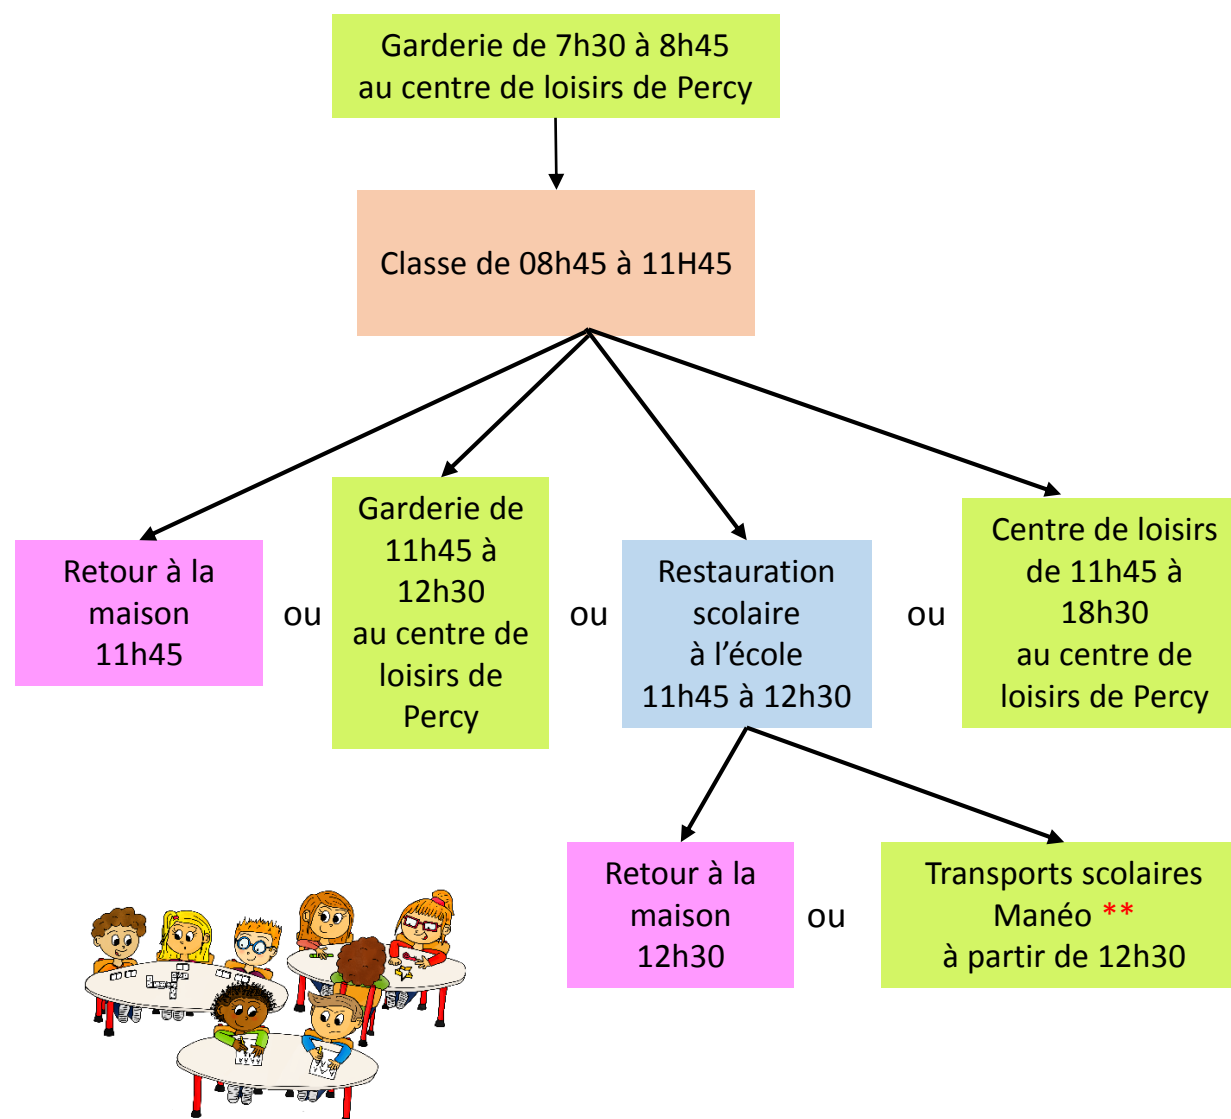 Garderie de 7h30 à 8h45
au centre de loisirs de Percy
Classe de 08h45 à 11H45
Retour à la
maison
11h45
ou
Garderie de
11h45 à
12h30
au centre de
loisirs de
Percy
ou
Restauration
scolaire
à l’école
11h45 à 12h30
ou
Centre de loisirs
de 11h45 à
18h30
au centre de
loisirs de Percy
Retour à la
maison
12h30
ou
Transports scolaires
Manéo **
à partir de 12h30